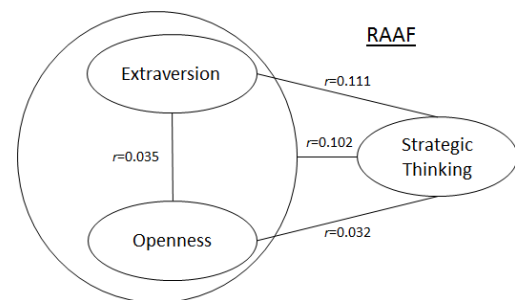 RAAF
Extraversion
r=0.111
r=0.035
r=0.102
Strategic
Thinking
Openness
r=0.032